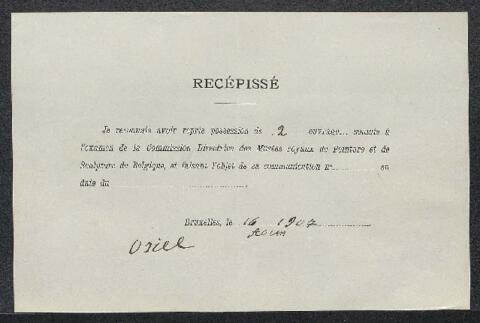 RECÉPISSÉ
Je reconnais avoir repris possession de 2 ouvrage... soumis à
l'examen de la Commission Directrice des Musées royaux de Peinture et de
Sculpture de Belgique, et faisant l'objet de sa communication n° en
date du
Bruxelles, le 16 1907